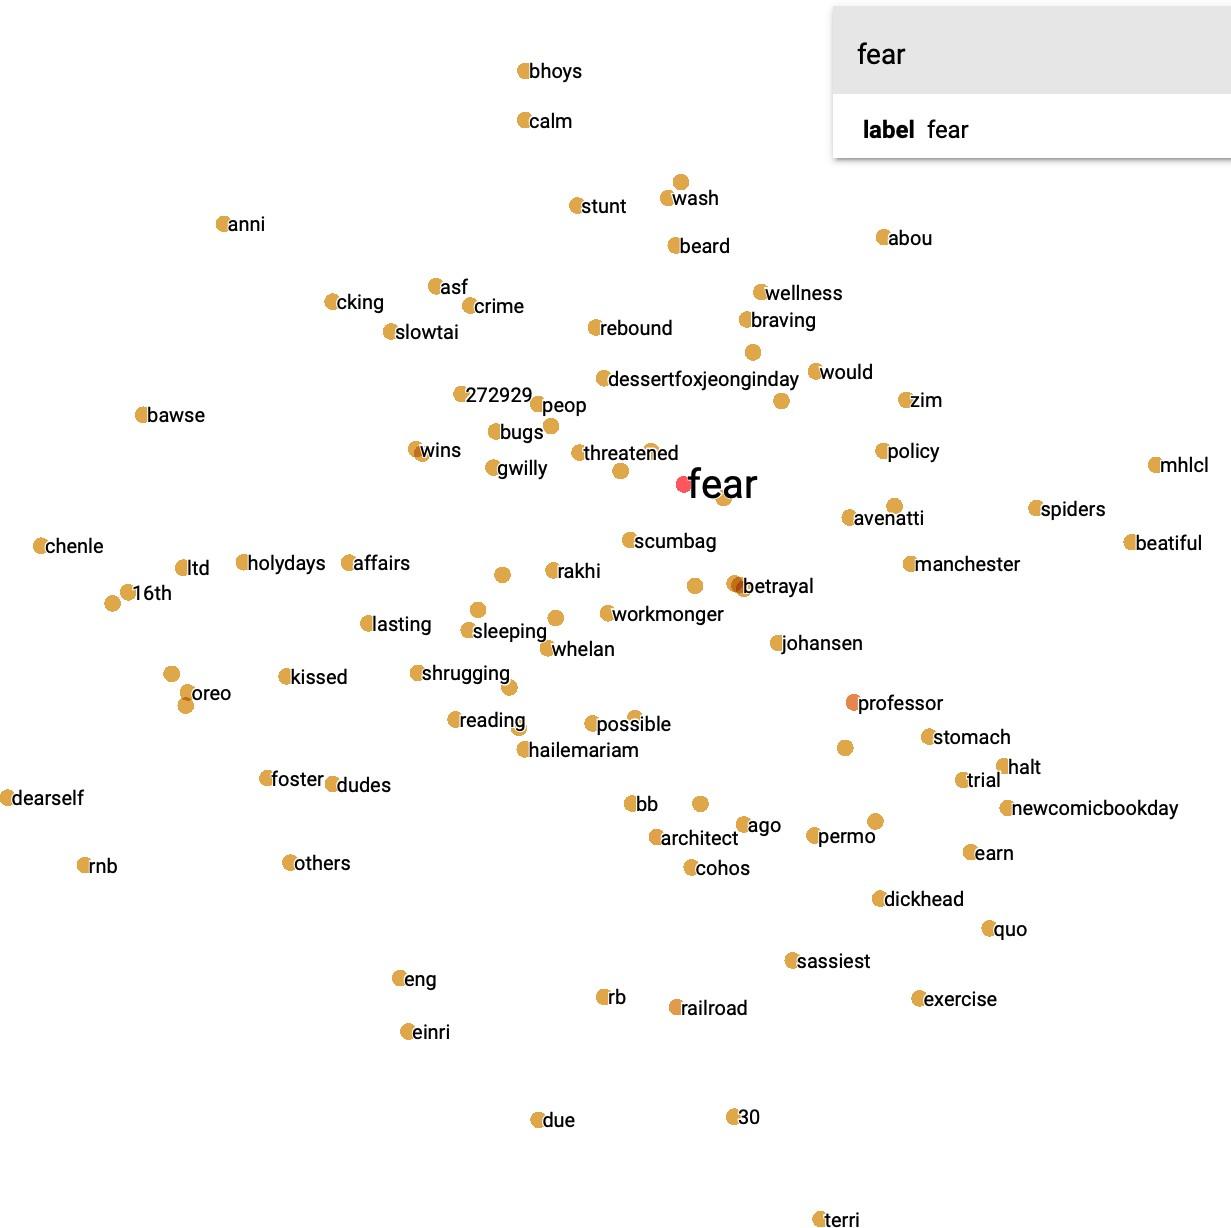 fear
label fear
bhoys
calm
wash
stunt
anni
abou
beard
asf
wellness
cking
crime
braving
slowtai
rebound
would
dessertfoxjeonginday
272929
zim
peop
bawse
bugs
wins
threatened
policy
gwilly
mhlcl
fear
spiders
avenatti
scumbag
beatiful
chenle
holydays
affairs
manchester
ltd
rakhi
betrayal
16th
workmonger
lasting
sleeping
johansen
whelan
shrugging
kissed
oreo
professor
reading
possible
stomach
hailemariam
halt
foster
trial
dudes
dearself
bb
newcomicbookday
ago
permo
architect
earn
others
rnb
cohos
dickhead
quo
sassiest
eng
rb
exercise
railroad
einri
30
due
terri